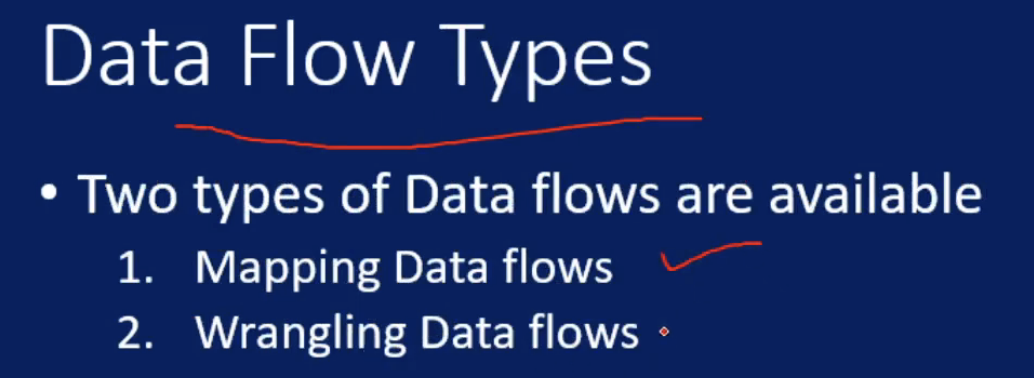 Data Flow Types
• Two types of Data flows are available
1. Mapping Data flows
2. Wrangling Data flows